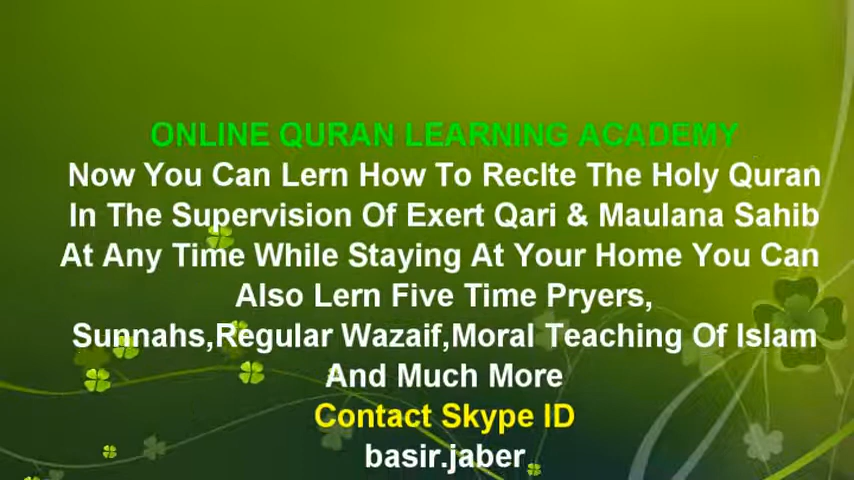 ONLINE QURAN LEARNING ACADEMY
Now You Can Lern How To RecIte The Holy Quran
In The Supervision Of Exert Qari & Maulana Sahib
At Any Time While Staying At Your Home You Can
Also Lern Five Time Pryers,
Sunnahs,Regular Wazaif,Moral Teaching Of Islam
And Much More
Contact Skype ID
basir.jaber